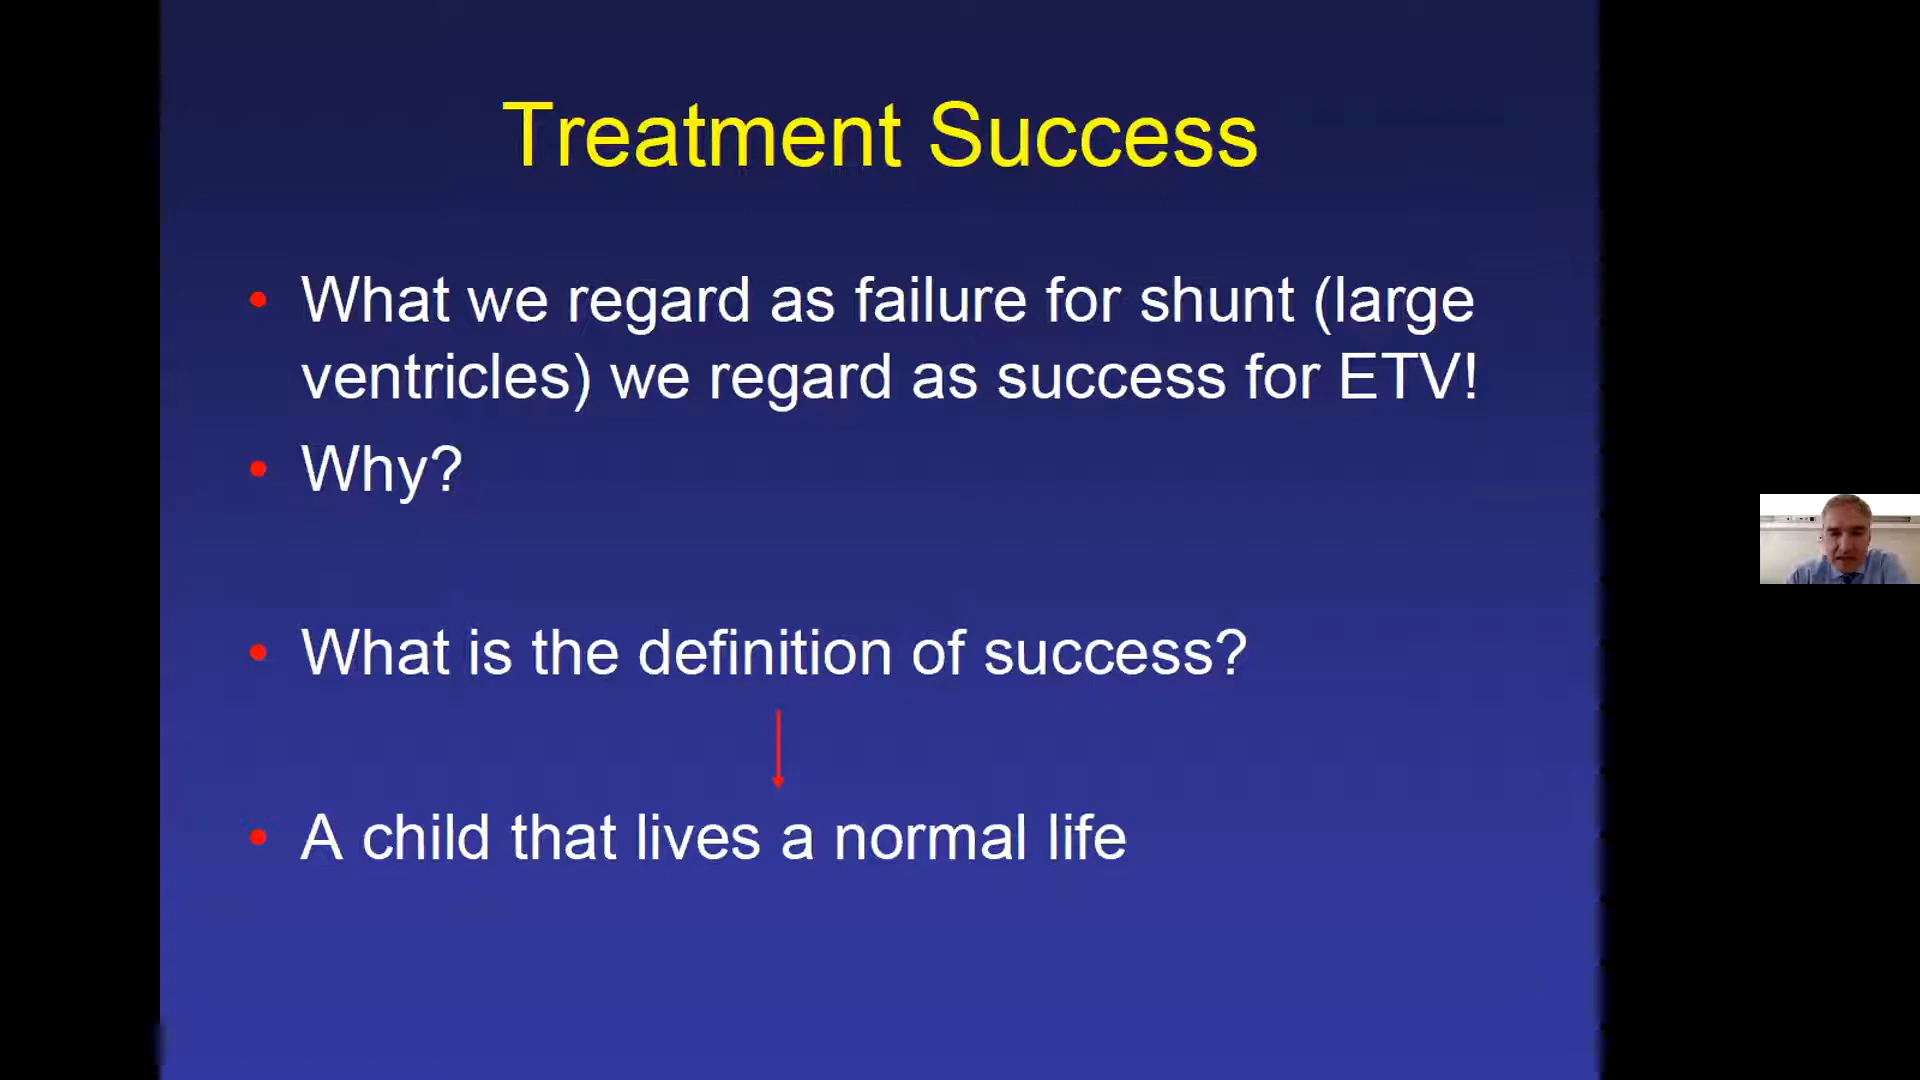 Treatment Success
• What we regard as failure for shunt (large
ventricles) we regard as success for ETV!
• Why?
• What is the definition of success?
• A child that lives a normal life